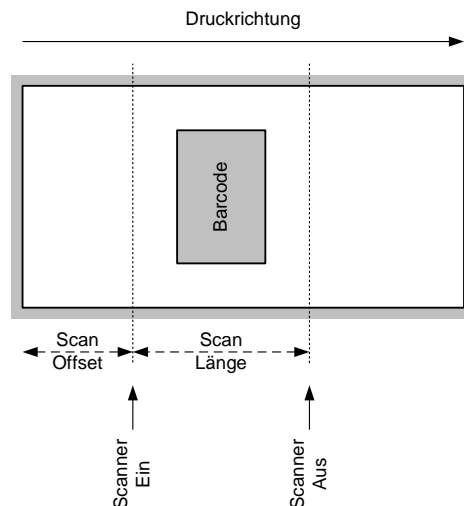 Druckrichtung
Barcode
Scan
Offset
Scan
Länge
Scanner
Ein
Scanner
Aus